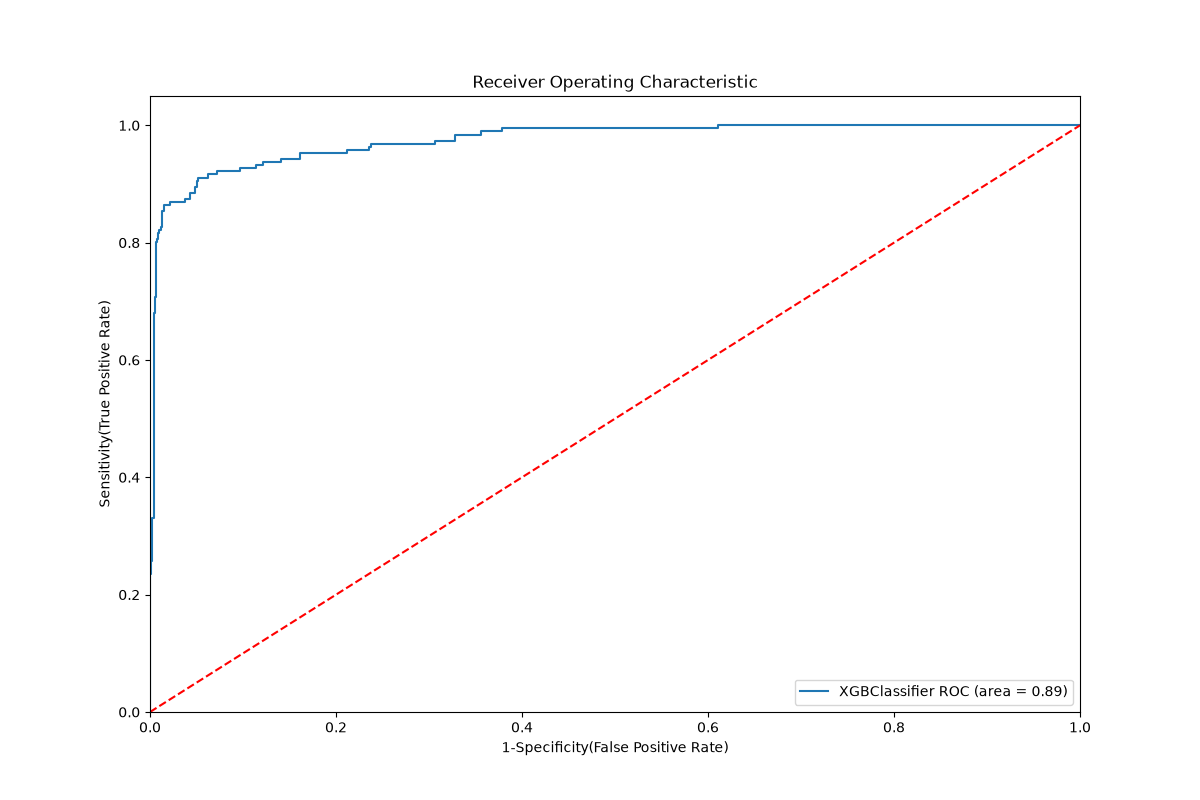 Receiver Operating Characteristic
1.0
0.8
0.6
0.4
0.2
0.0
Sensitivity(True Positive Rate)
XGBClassifier ROC (area = 0.89)
0.0 0.2 0.4 0.6 0.8 1.0
1-Specificity(False Positive Rate)